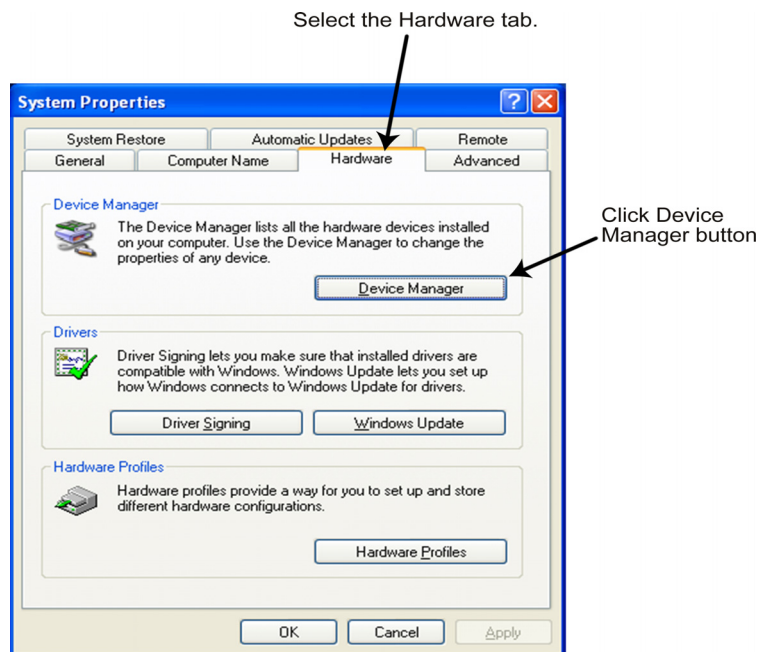 Select the Hardware tab.
System Properties
System Restore
Automatic Updates
Remote
General
Computer Name
Hardware
Advanced
Device Manager
The Device Manager lists all the hardware devices installed
on your computer. Use the Device Manager to change the
properties of any device.
Device Manager
Click Device
Manager button
Drivers
Driver Signing lets you make sure that installed drivers are
compatible with Windows. Windows Update lets you set up
how Windows connects to Windows Update for drivers.
Driver Signing
Windows Update
Hardware Profiles
Hardware profiles provide a way for you to set up and store
different hardware configurations.
Hardware Profiles
OK
Cancel
Apply